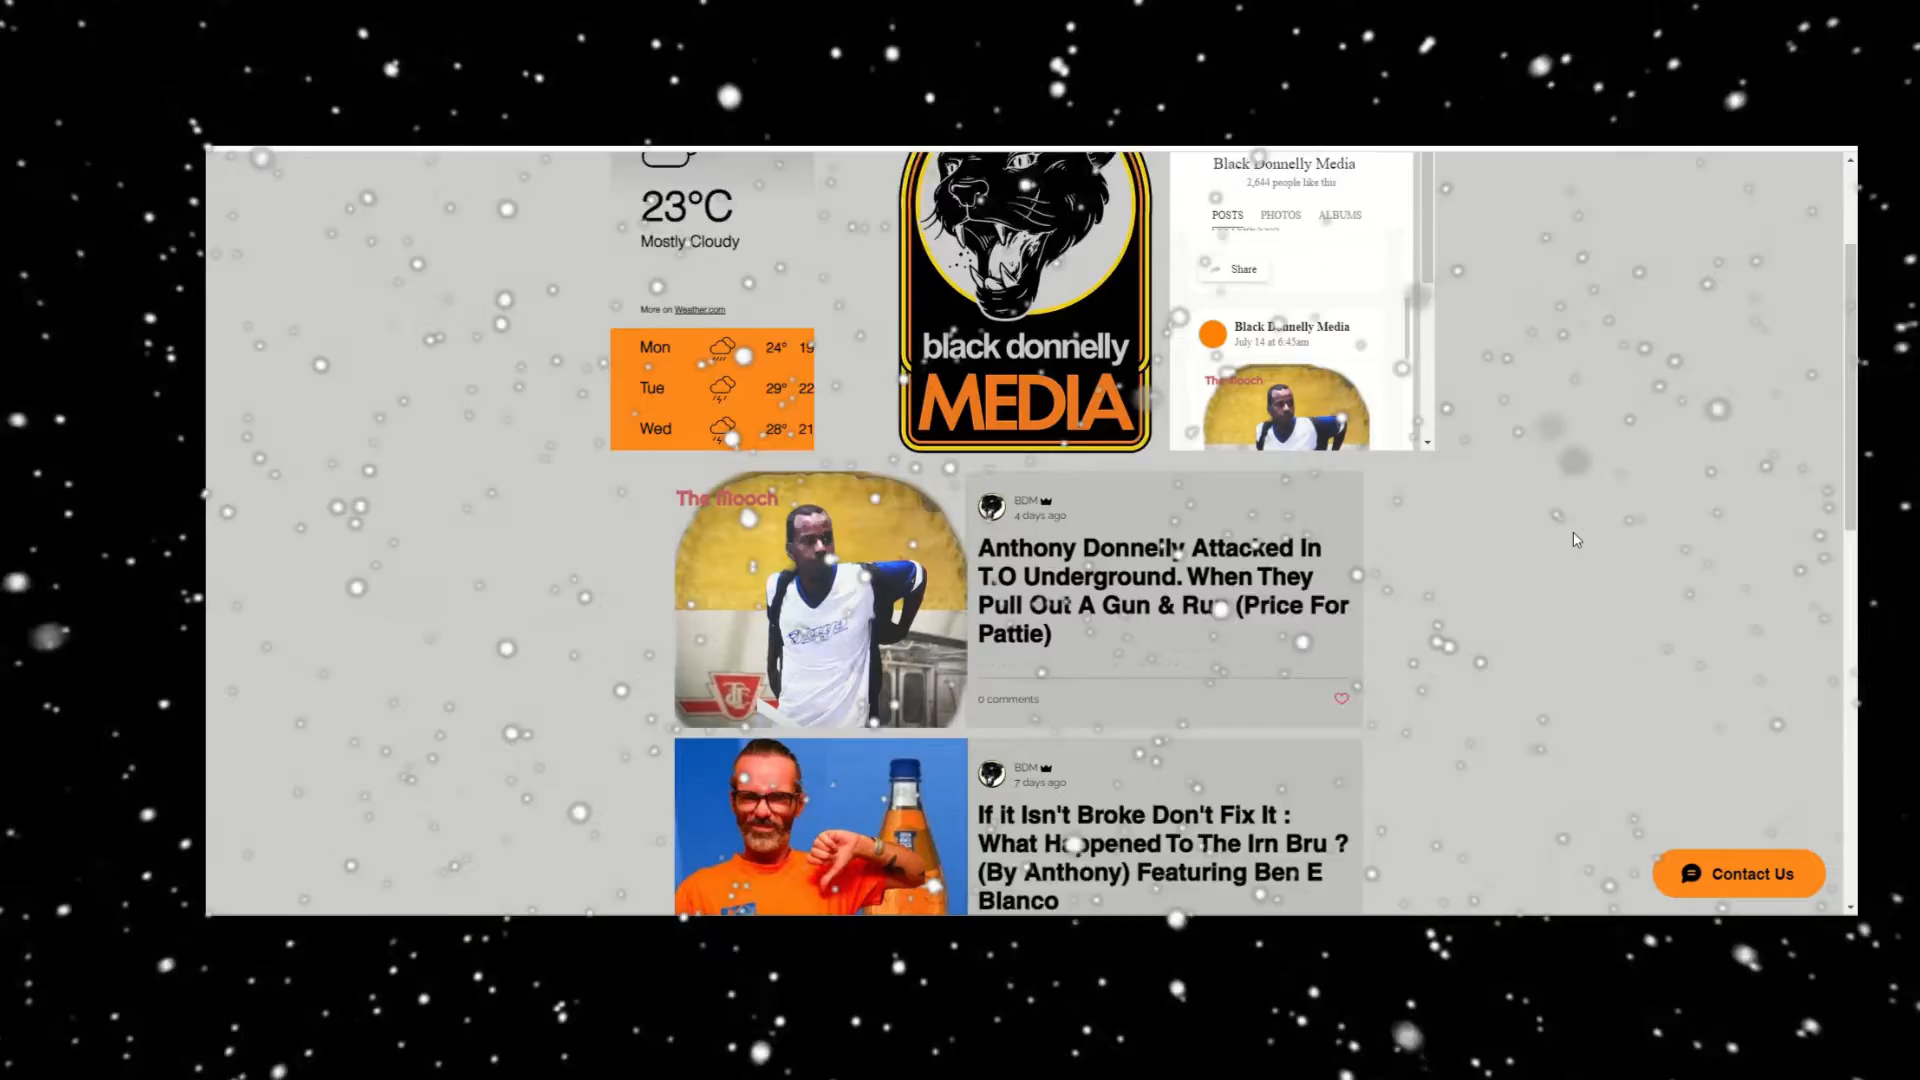 23°C
Mostly Cloudy
More on Weather.com
Mon 24° 19
Tue 29° 22
Wed 28° 21
black donnelly
MEDIA
Black Donnelly Media
2,644 people like this
POSTS PHOTOS ALBUMS
Share
Black Donnelly Media
July 14 at 6:45am
The Mooch
The Mooch
BDM
4 days ago
Anthony Donnelly Attacked In
T.O Underground. When They
Pull Out A Gun & Run (Price For
Pattie)
0 comments
BDM
7 days ago
If it Isn't Broke Don't Fix It :
What Happened To The Irn Bru ?
(By Anthony) Featuring Ben E
Blanco
Contact Us